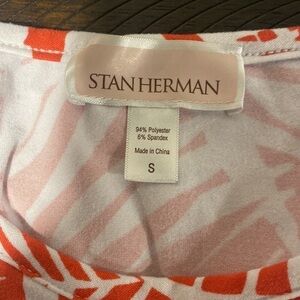 STAN HERMAN
94% Polyester
6% Spandex
Made in China
S